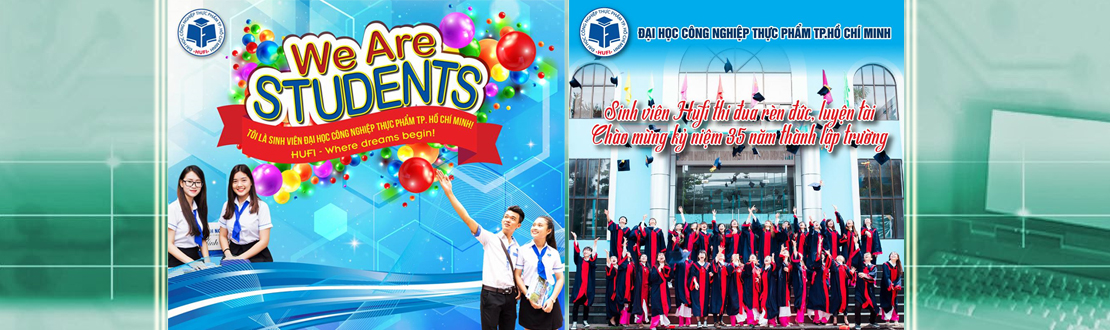 We Are
STUDENTS
TÔI LÀ SINH VIÊN ĐẠI HỌC CÔNG NGHIỆP THỰC PHẨM TP. HỒ CHÍ MINH!
HUFI - Where dreams begin!
ĐẠI HỌC CÔNG NGHIỆP THỰC PHẨM TP.HỒ CHÍ MINH
Sinh viên Hufi thi đua rèn đức, luyện tài
Chào mừng kỷ niệm 35 năm thành lập trường
HUFI
HUFI